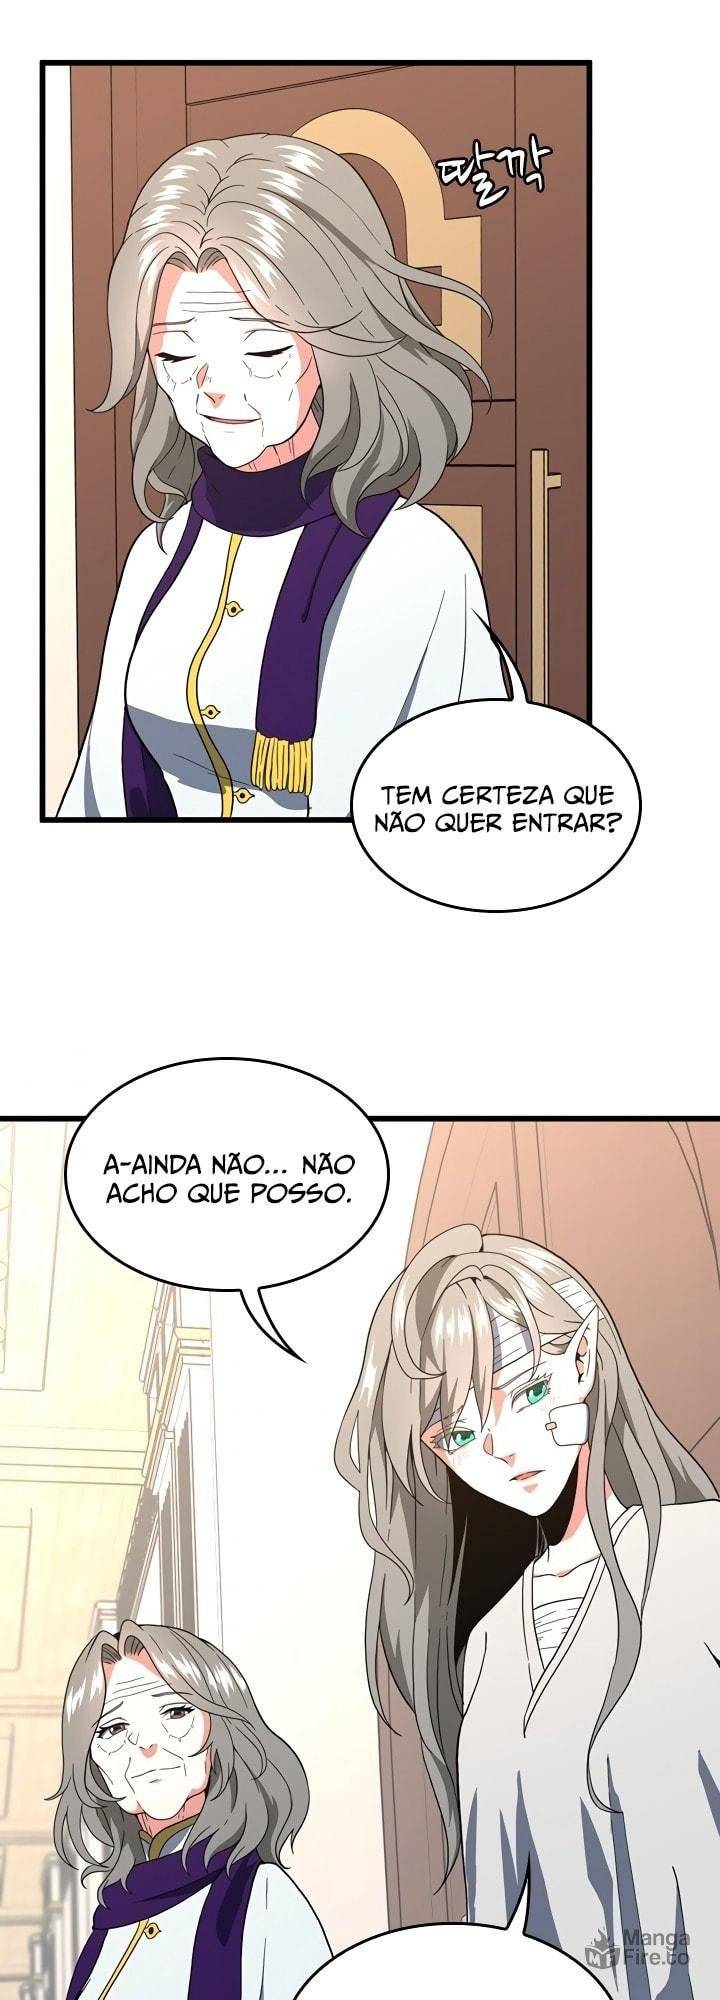 딸깍
TEM CERTEZA QUE
NÃO QUER ENTRAR?
A-AINDA NÃO... NÃO
ACHO QUE POSSO.
Manga
Fire.to